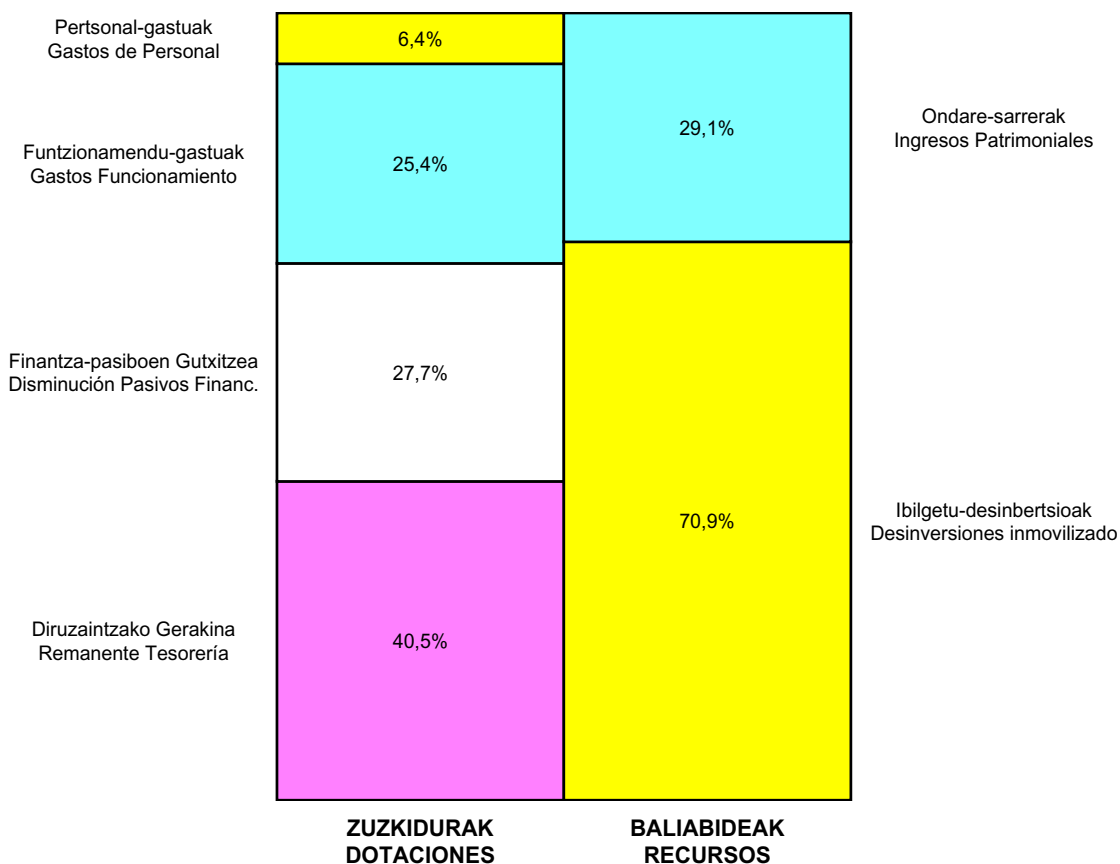 Pertsonal-gastuak
Gastos de Personal
6,4%
29,1%
Ondare-sarrerak
Ingresos Patrimoniales
Funtzionamendu-gastuak
Gastos Funcionamiento
25,4%
Finantza-pasiboen Gutxitzea
Disminución Pasivos Financ.
27,7%
70,9%
Ibilgetu-desinbertsioak
Desinversiones inmovilizado
Diruzaintzako Gerakina
Remanente Tesorería
40,5%
ZUZKIDURAK
DOTACIONES
BALIABIDEAK
RECURSOS